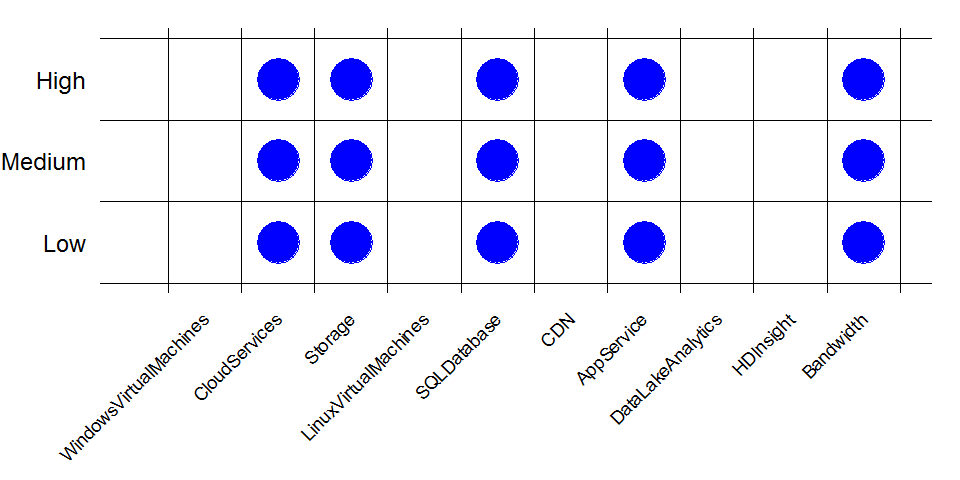 High
Medium
Low
WindowsVirtualMachines
CloudServices
Storage
LinuxVirtualMachines
SQLDatabase
CDN
AppService
DataLakeAnalytics
HDInsight
Bandwidth